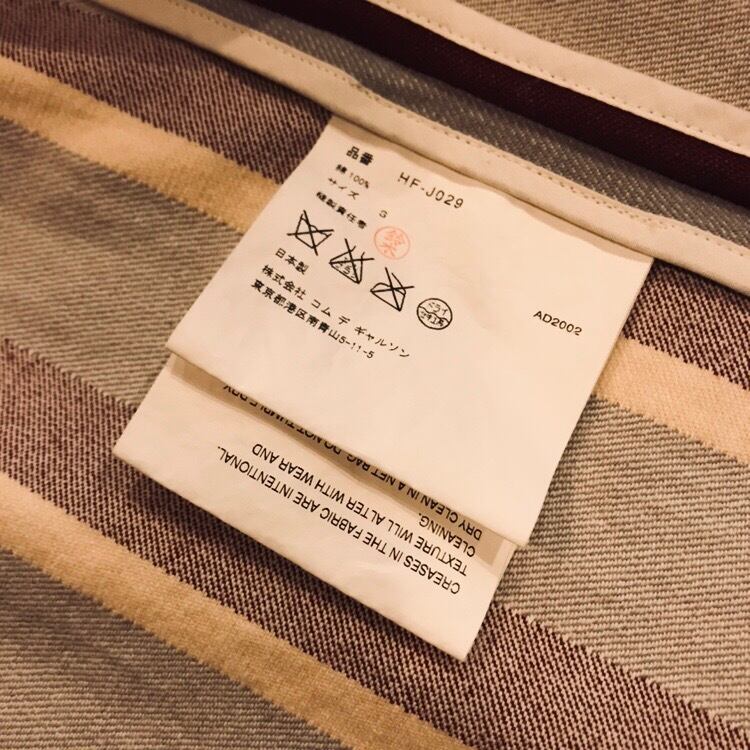 品番 HF-J029
綿 100%
サイズ S
縫製責任者
日本製
株式会社 コム デ ギャルソン
東京都港区南青山5-11-5
AD2002
CREASES IN THE FABRIC ARE INTENTIONAL.
TEXTURE WILL ALTER WITH WEAR AND
CLEANING.
DRY CLEAN IN A NET BAG. DO NOT TUMBLE DRY